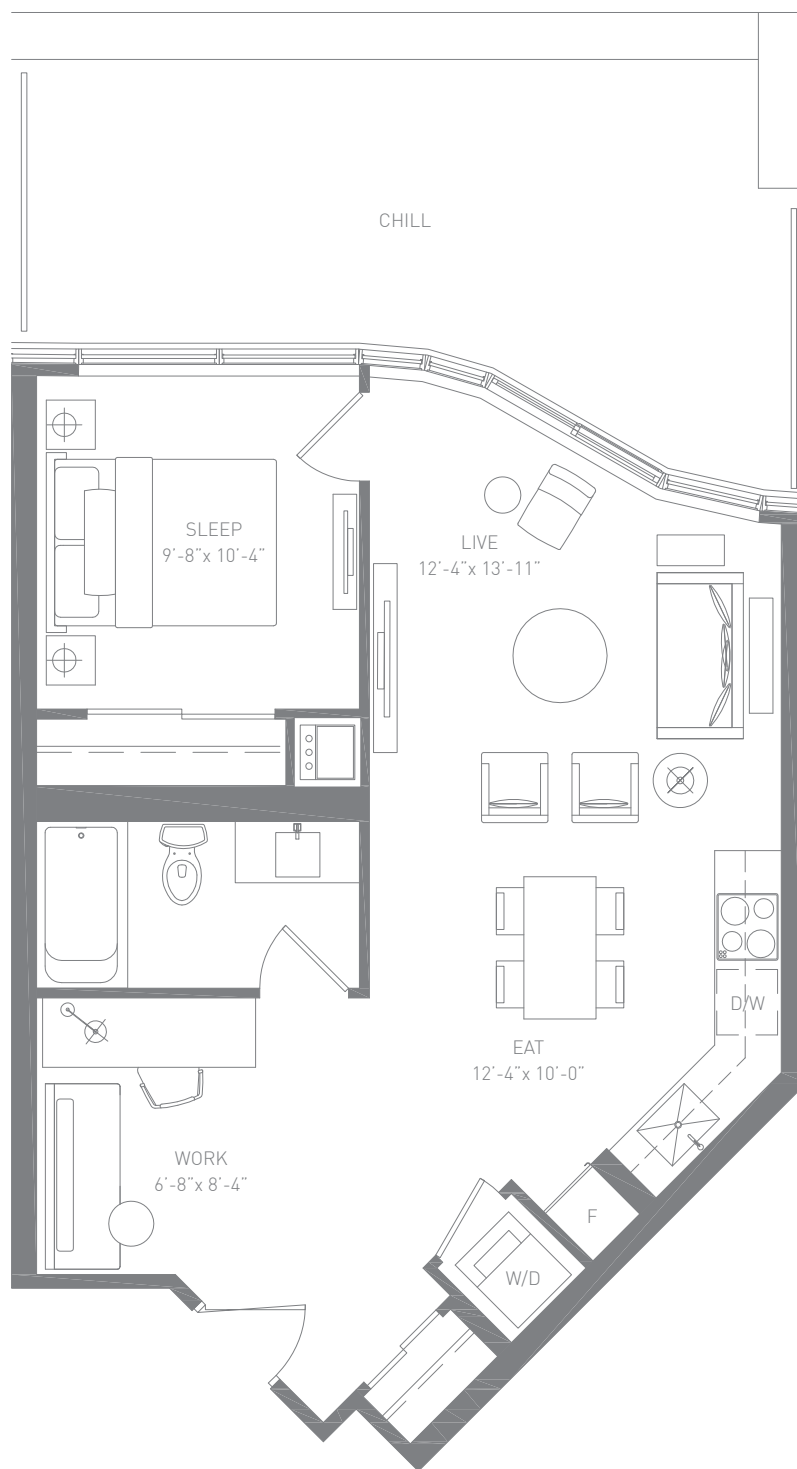 CHILL
SLEEP
9'-8"x 10'-4"
LIVE
12'-4"x 13'-11"
D/W
EAT
12'-4"x 10'-0"
WORK
6'-8"x 8'-4"
F
W/D